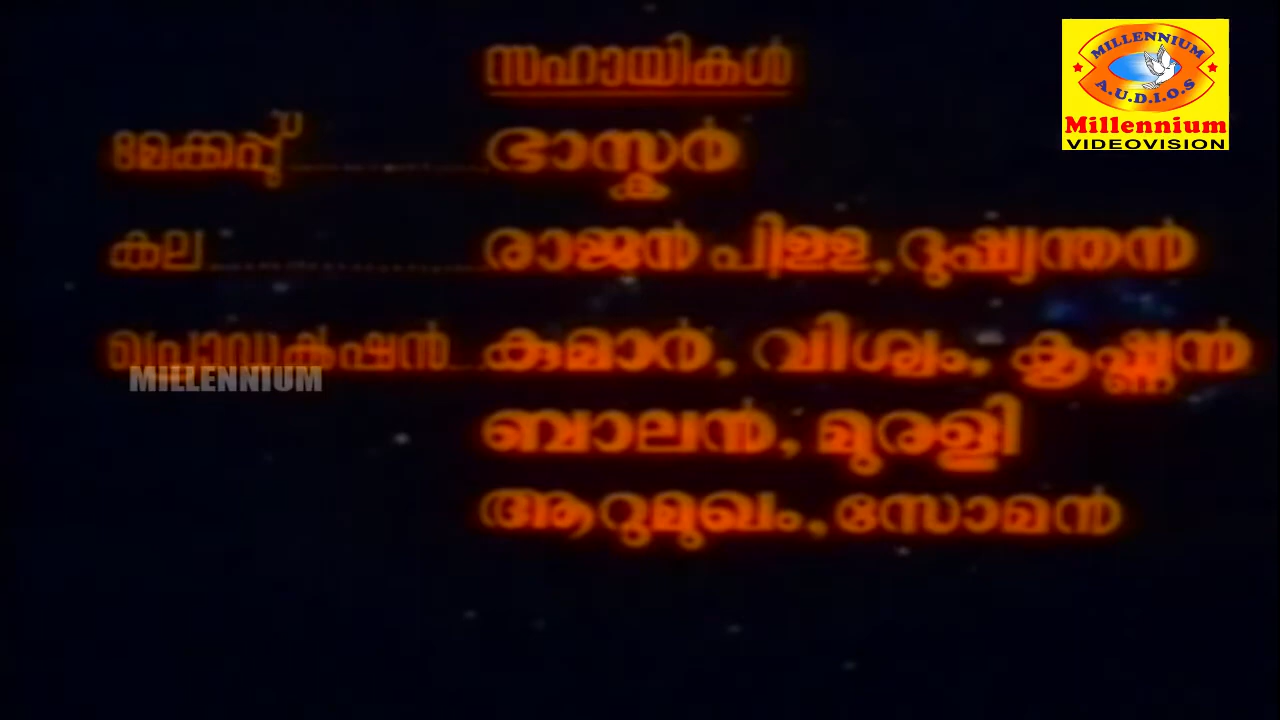 സഹായികൾ
മേക്കപ്പ് ഭാസ്കർ
കല രാജൻ പിള്ള, ദുഷ്യന്തൻ
പ്രൊഡക്ഷൻ കുമാർ, വിശ്വം, കൃഷ്ണൻ
ബാലൻ, മുരളി
ആറുമുഖം, സോമൻ
MILLENNIUM
MILLENNIUM
A.U.D.I.O.S
Millennium
VIDEOVISION